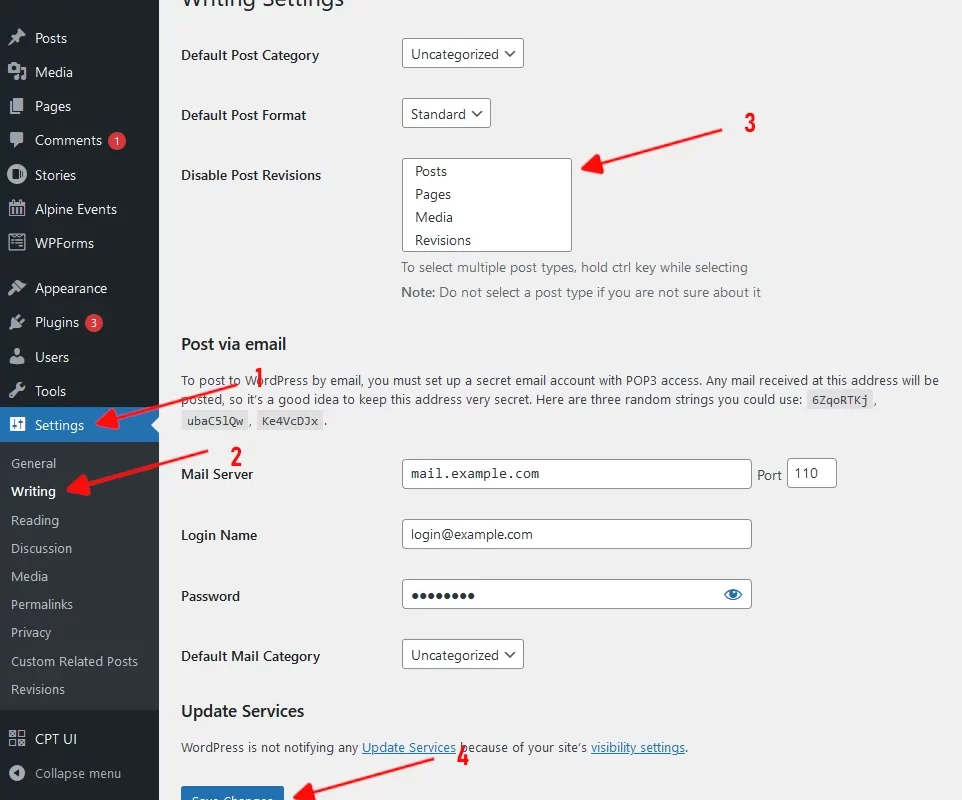 Writing Settings
Posts
Media
Pages
Comments 1
Stories
Alpine Events
WPForms
Appearance
Plugins 3
Users
Tools
Settings
General
Writing
Reading
Discussion
Media
Permalinks
Privacy
Custom Related Posts
Revisions
CPT UI
Collapse menu
Default Post Category
Uncategorized
Default Post Format
Standard
3
Disable Post Revisions
Posts
Pages
Media
Revisions
To select multiple post types, hold ctrl key while selecting
Note: Do not select a post type if you are not sure about it
Post via email
1
To post to WordPress by email, you must set up a secret email account with POP3 access. Any mail received at this address will be
posted, so it's a good idea to keep this address very secret. Here are three random strings you could use: 6ZqoRTKj ,
ubaC5lQw , Ke4VcDJx .
2
Mail Server
mail.example.com
Port 110
Login Name
login@example.com
Password
••••••••
Default Mail Category
Uncategorized
Update Services
WordPress is not notifying any Update Services because of your site's visibility settings.
4
Save Changes